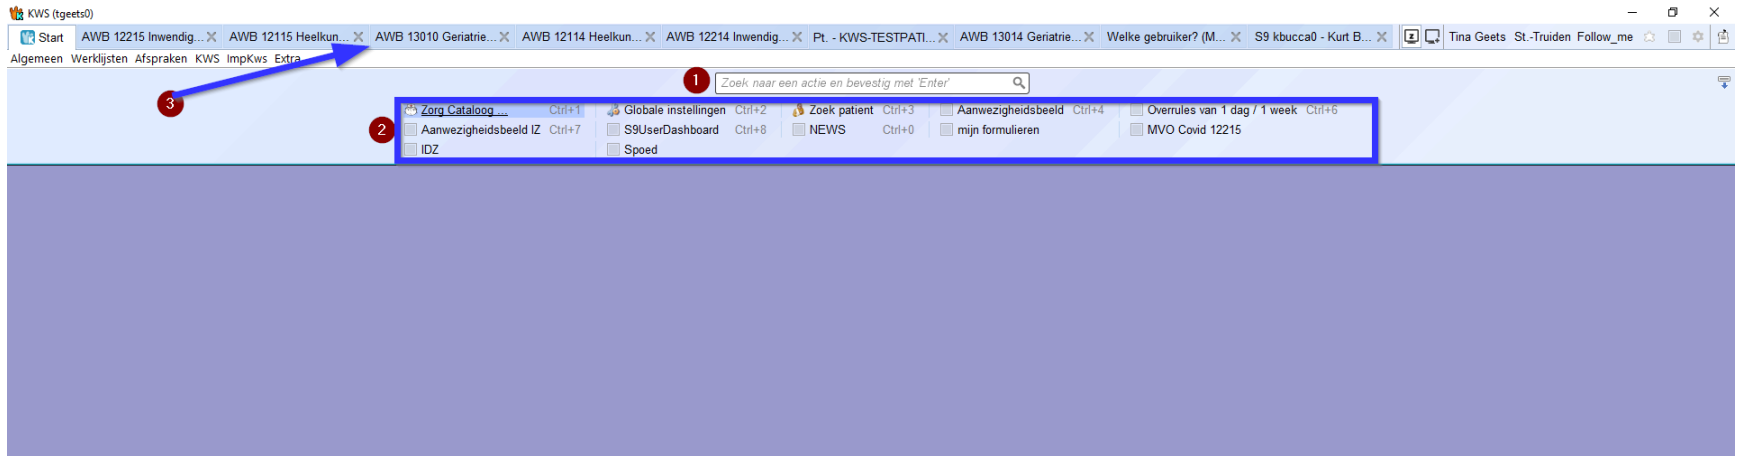 KWS (tgeets0)
Start AWB 12215 Inwendig... AWB 12115 Heelkun... AWB 13010 Geriatrie... AWB 12114 Heelkun... AWB 12214 Inwendig... Pt. - KWS-TESTPATI... AWB 13014 Geriatrie... Welke gebruiker? (M... S9 kbucca0 - Kurt B... Tina Geets St.-Truiden Follow_me
Algemeen Werklijsten Afspraken KWS ImpKws Extra
1 Zoek naar een actie en bevestig met 'Enter'
3
Zorg Cataloog ... Ctrl+1 Globale instellingen Ctrl+2 Zoek patient Ctrl+3 Aanwezigheidsbeeld Ctrl+4 Overrules van 1 dag / 1 week Ctrl+6
2 Aanwezigheidsbeeld IZ Ctrl+7 S9UserDashboard Ctrl+8 NEWS Ctrl+0 mijn formulieren MVO Covid 12215
IDZ Spoed